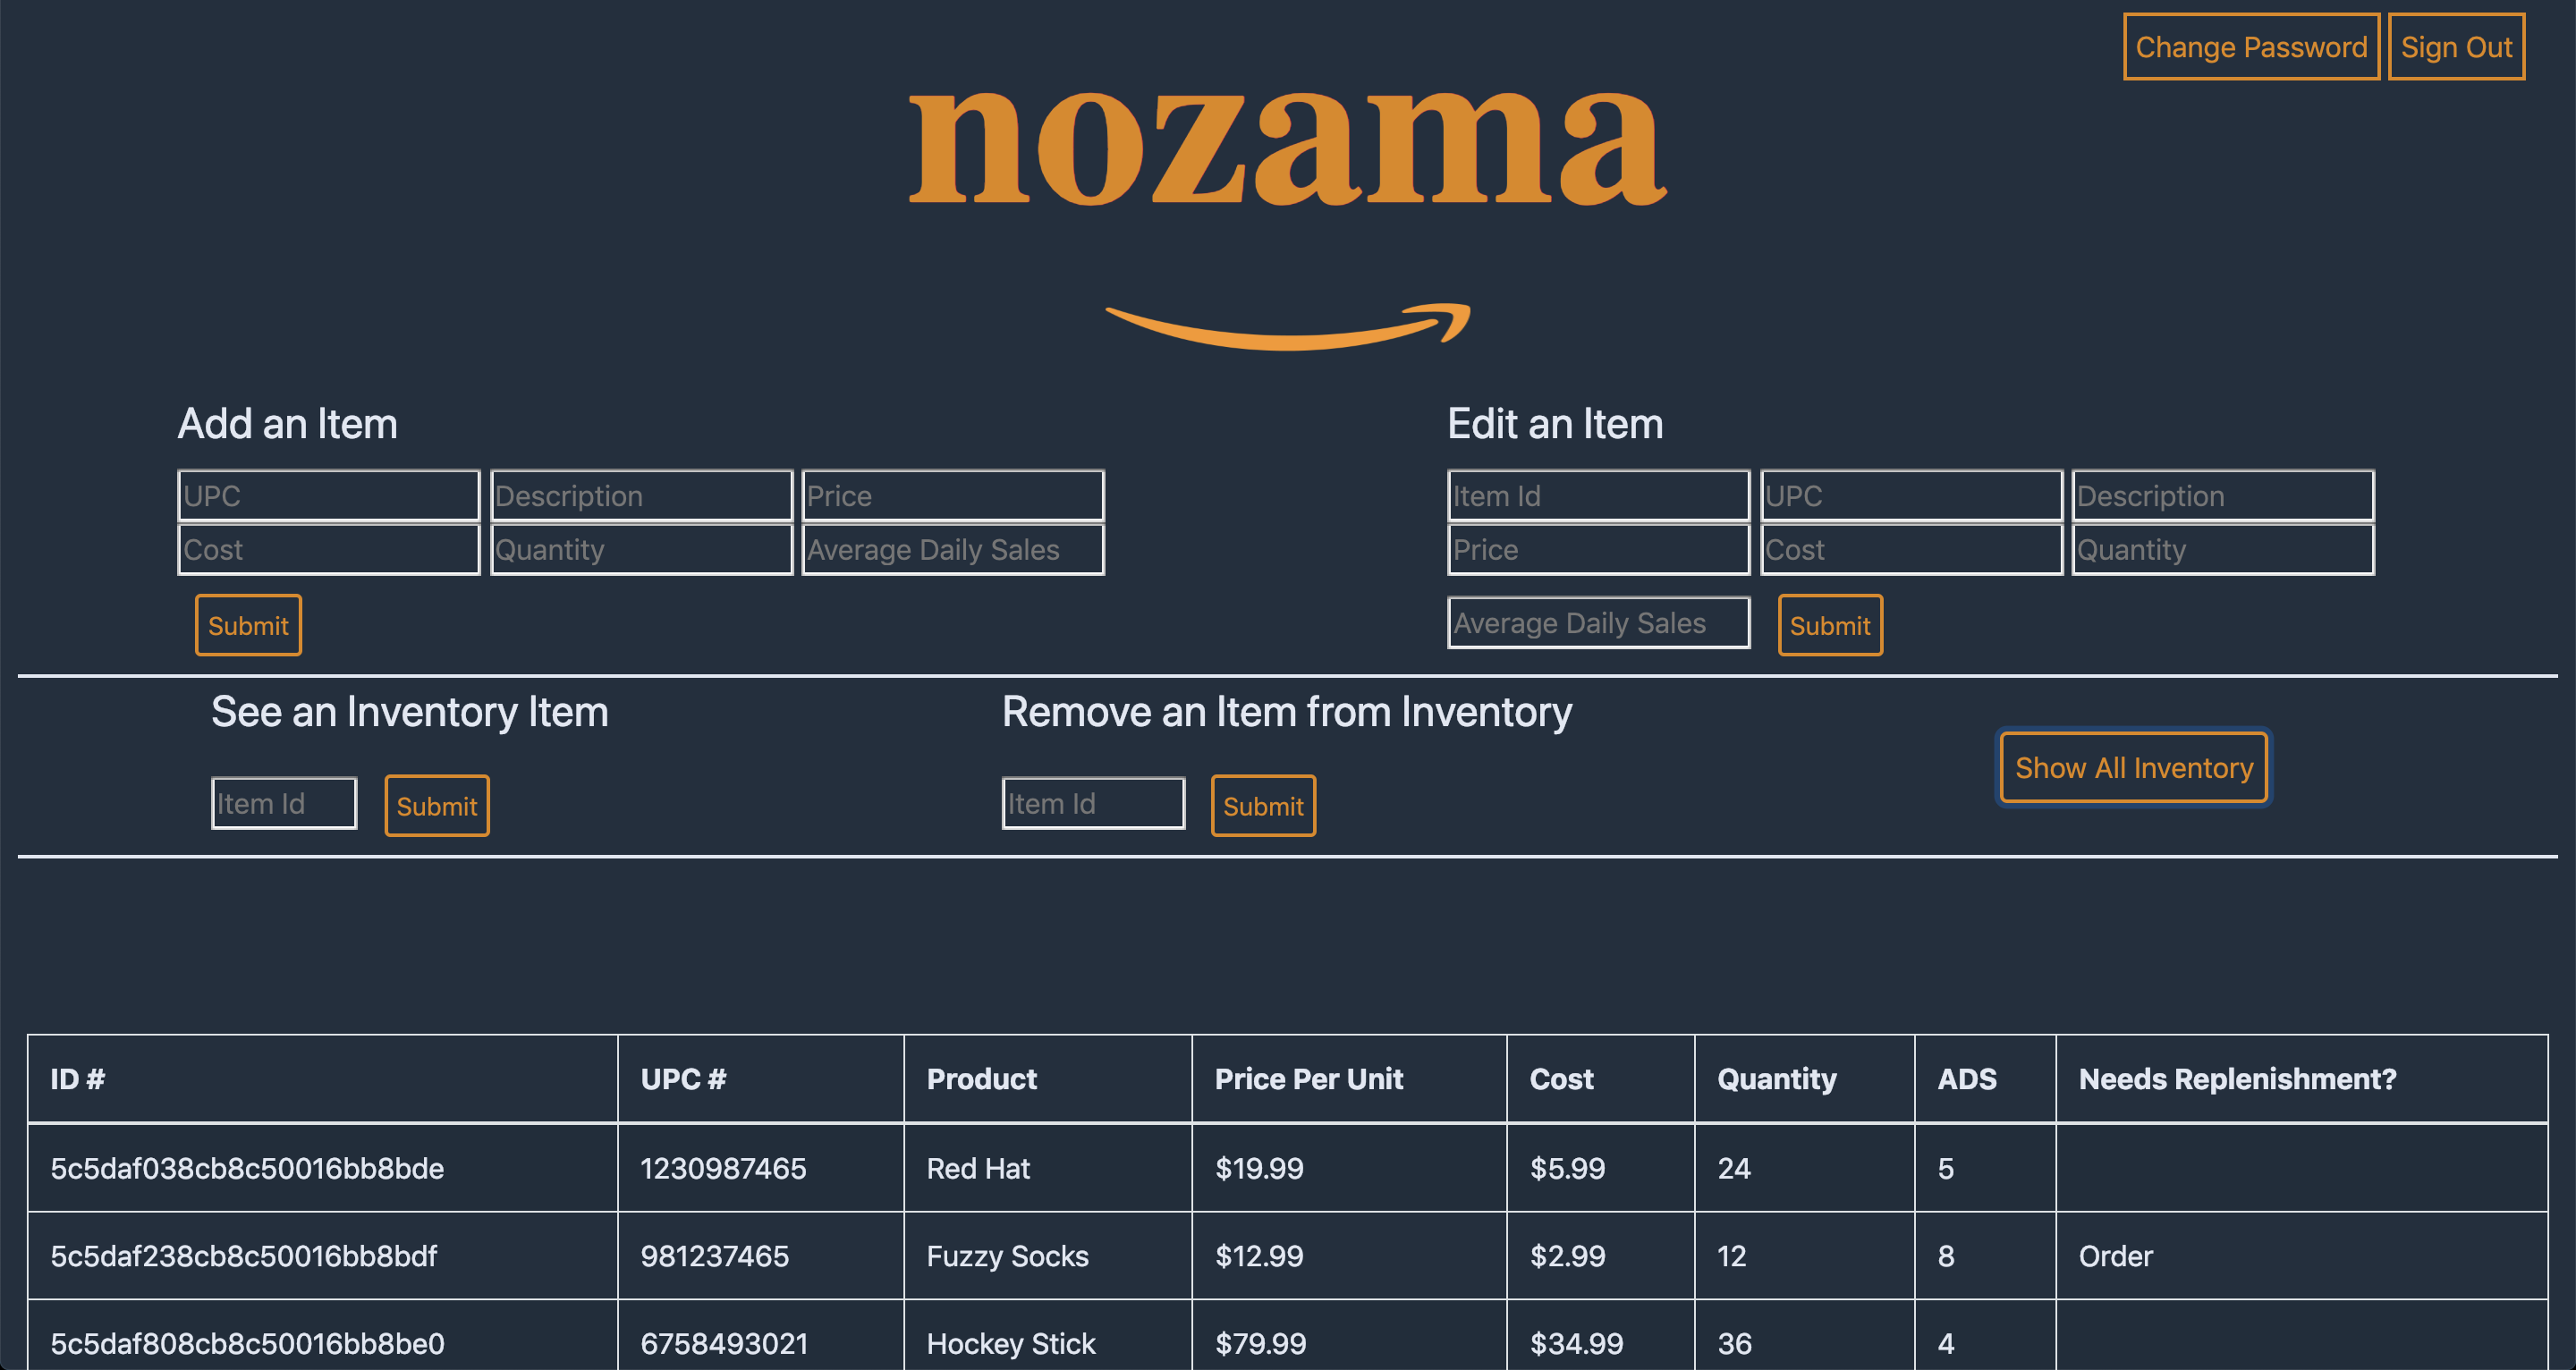 Change Password Sign Out
nozama
Add an Item
UPC Description Price
Cost Quantity Average Daily Sales
Submit
Edit an Item
Item Id UPC Description
Price Cost Quantity
Average Daily Sales Submit
See an Inventory Item
Item Id Submit
Remove an Item from Inventory
Item Id Submit
Show All Inventory
ID # UPC # Product Price Per Unit Cost Quantity ADS Needs Replenishment?
5c5daf038cb8c50016bb8bde 1230987465 Red Hat $19.99 $5.99 24 5
5c5daf238cb8c50016bb8bdf 981237465 Fuzzy Socks $12.99 $2.99 12 8 Order
5c5daf808cb8c50016bb8be0 6758493021 Hockey Stick $79.99 $34.99 36 4